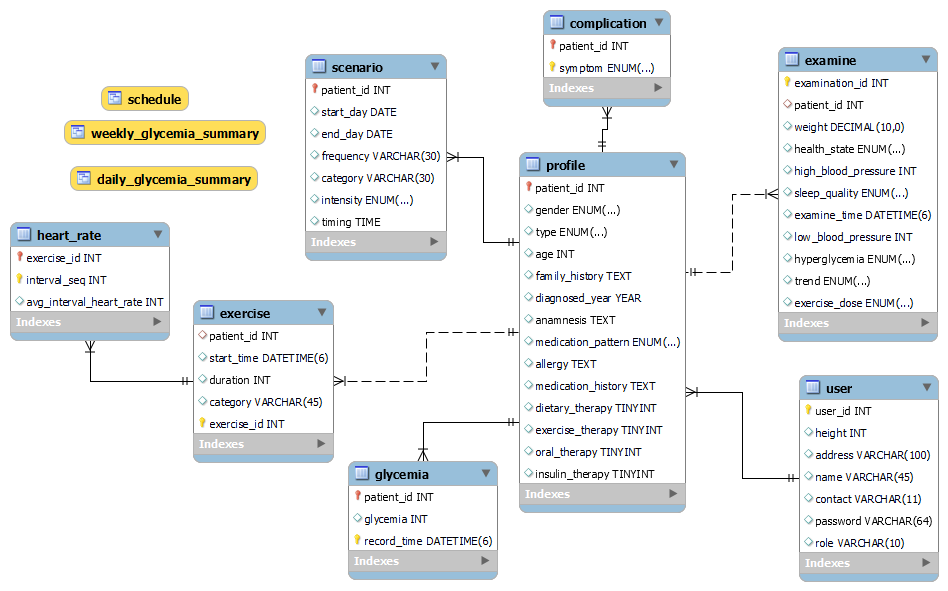 schedule
weekly_glycemia_summary
daily_glycemia_summary
scenario
patient_id INT
start_day DATE
end_day DATE
frequency VARCHAR(30)
category VARCHAR(30)
intensity ENUM(...)
timing TIME
Indexes
complication
patient_id INT
symptom ENUM(...)
Indexes
examine
examination_id INT
patient_id INT
weight DECIMAL(10,0)
health_state ENUM(...)
high_blood_pressure INT
sleep_quality ENUM(...)
examine_time DATETIME(6)
low_blood_pressure INT
hyperglycemia ENUM(...)
trend ENUM(...)
exercise_dose ENUM(...)
Indexes
profile
patient_id INT
gender ENUM(...)
type ENUM(...)
age INT
family_history TEXT
diagnosed_year YEAR
anamnesis TEXT
medication_pattern ENUM(...)
allergy TEXT
medication_history TEXT
dietary_therapy TINYINT
exercise_therapy TINYINT
oral_therapy TINYINT
insulin_therapy TINYINT
Indexes
heart_rate
exercise_id INT
interval_seq INT
avg_interval_heart_rate INT
Indexes
exercise
patient_id INT
start_time DATETIME(6)
duration INT
category VARCHAR(45)
exercise_id INT
Indexes
glycemia
patient_id INT
glycemia INT
record_time DATETIME(6)
Indexes
user
user_id INT
height INT
address VARCHAR(100)
name VARCHAR(45)
contact VARCHAR(11)
password VARCHAR(64)
role VARCHAR(10)
Indexes